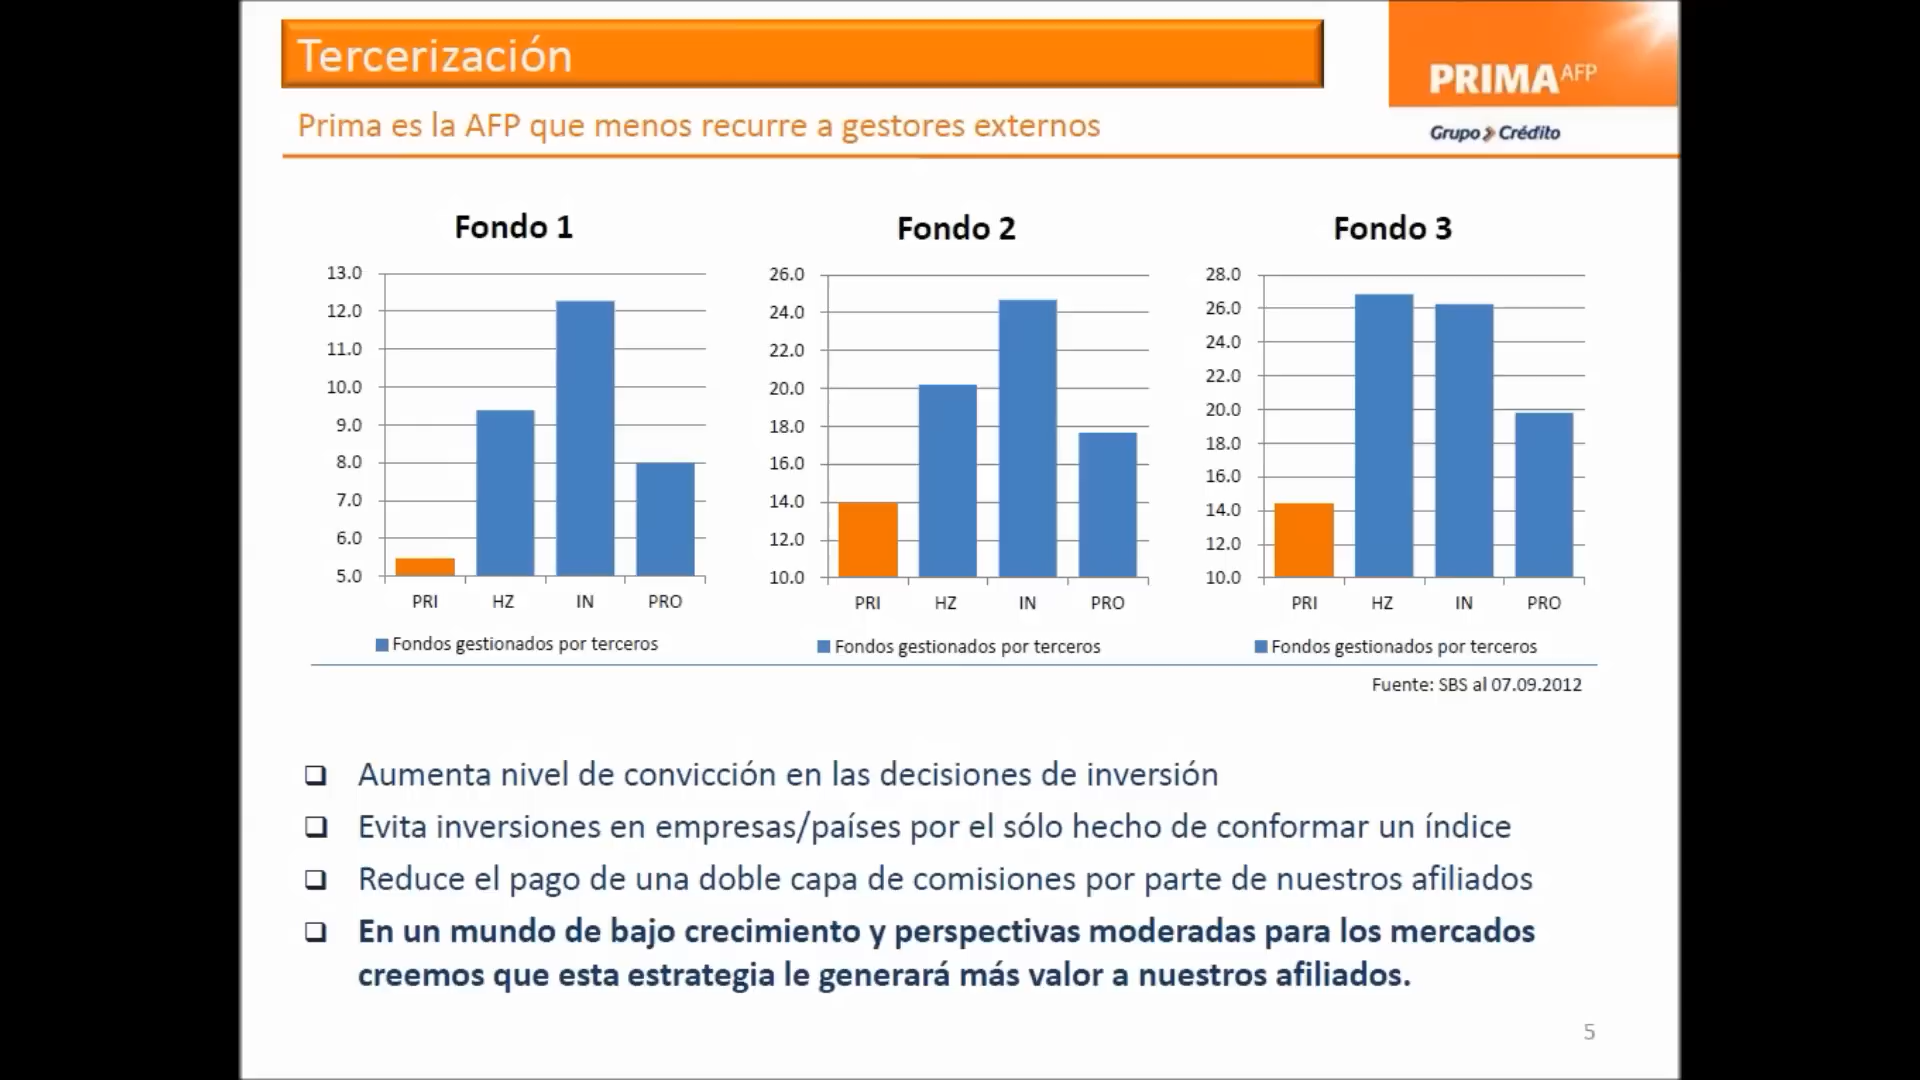 Tercerización
PRIMA AFP
Grupo Crédito
Prima es la AFP que menos recurre a gestores externos
Fondo 1
13.0
12.0
11.0
10.0
9.0
8.0
7.0
6.0
5.0
PRI HZ IN PRO
Fondos gestionados por terceros
Fondo 2
26.0
24.0
22.0
20.0
18.0
16.0
14.0
12.0
10.0
PRI HZ IN PRO
Fondos gestionados por terceros
Fondo 3
28.0
26.0
24.0
22.0
20.0
18.0
16.0
14.0
12.0
10.0
PRI HZ IN PRO
Fondos gestionados por terceros
Fuente: SBS al 07.09.2012
Aumenta nivel de convicción en las decisiones de inversión
Evita inversiones en empresas/países por el sólo hecho de conformar un índice
Reduce el pago de una doble capa de comisiones por parte de nuestros afiliados
En un mundo de bajo crecimiento y perspectivas moderadas para los mercados
creemos que esta estrategia le generará más valor a nuestros afiliados.
5